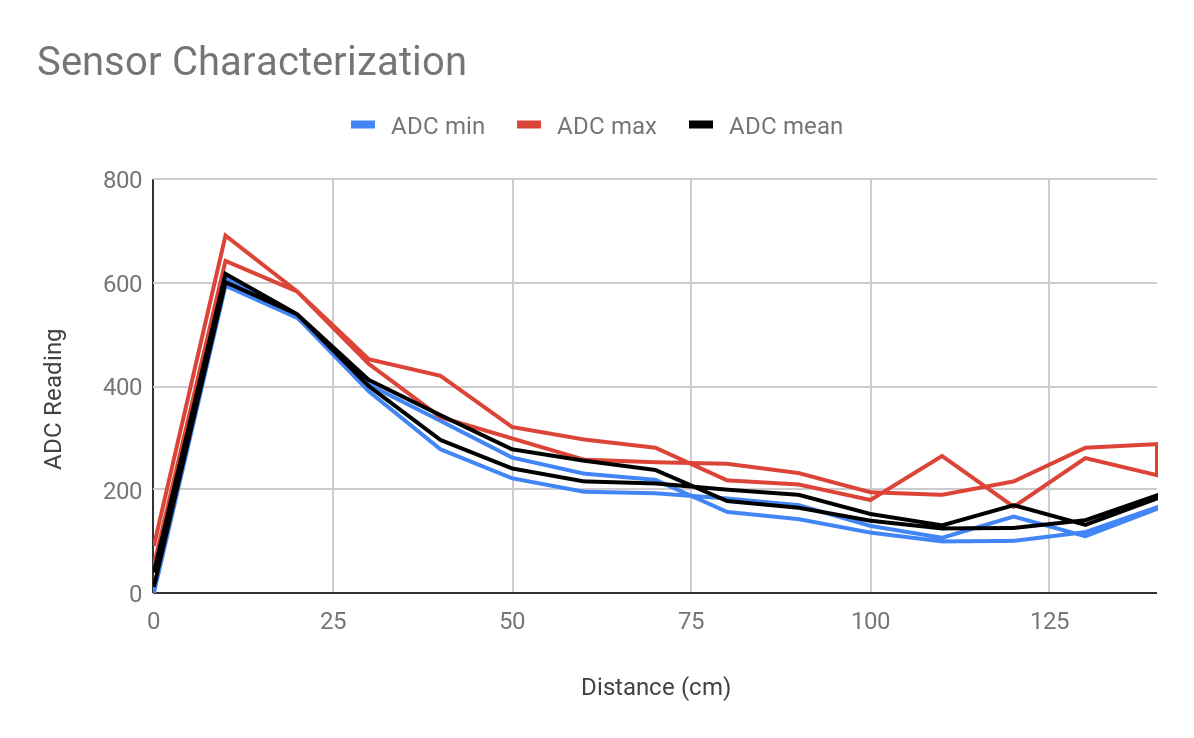 Sensor Characterization
ADC min ADC max ADC mean
800
600
400
200
0
ADC Reading
0 25 50 75 100 125
Distance (cm)